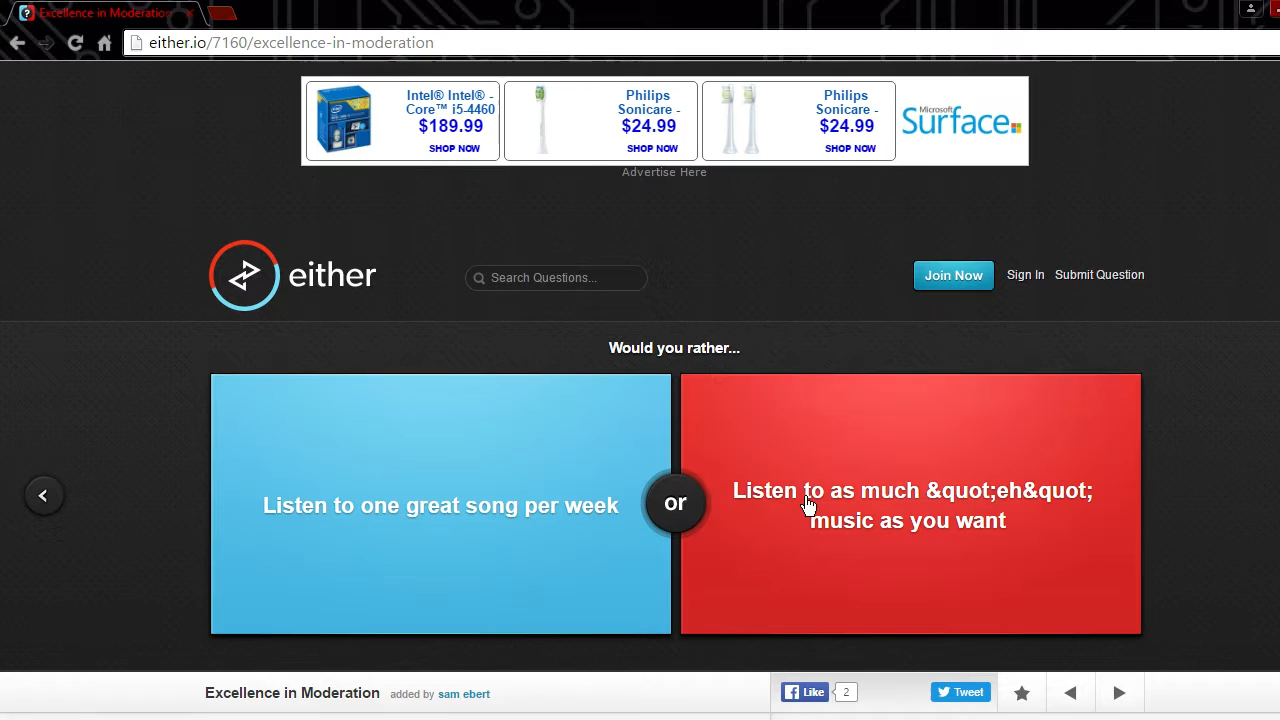 Excellence in Moderation
either.io/7160/excellence-in-moderation
Intel® Intel® -
Core™ i5-4460
$189.99
SHOP NOW
Philips
Sonicare -
$24.99
SHOP NOW
Philips
Sonicare -
$24.99
SHOP NOW
Microsoft
Surface
Advertise Here
either
Search Questions...
Join Now
Sign In
Submit Question
Would you rather...
Listen to one great song per week
or
Listen to as much &quot;eh&quot;
music as you want
Excellence in Moderation
added by sam ebert
Like
2
Tweet